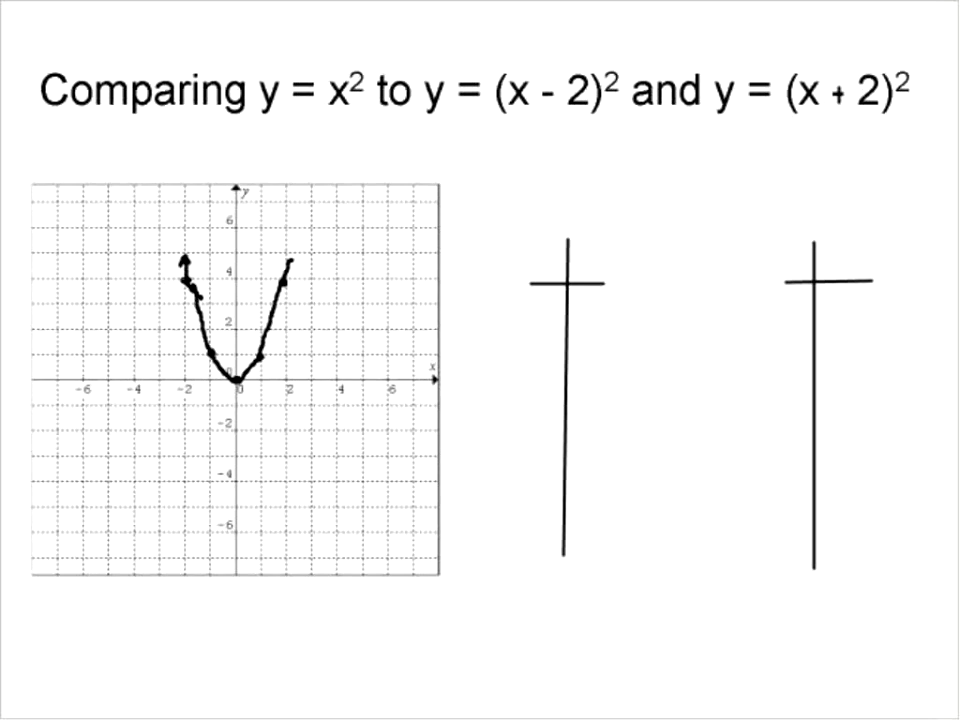 Comparing y = x² to y = (x - 2)² and y = (x + 2)²
y
6
4
2
0
x
-6 -4 -2 0 2 4 6
-2
-4
-6